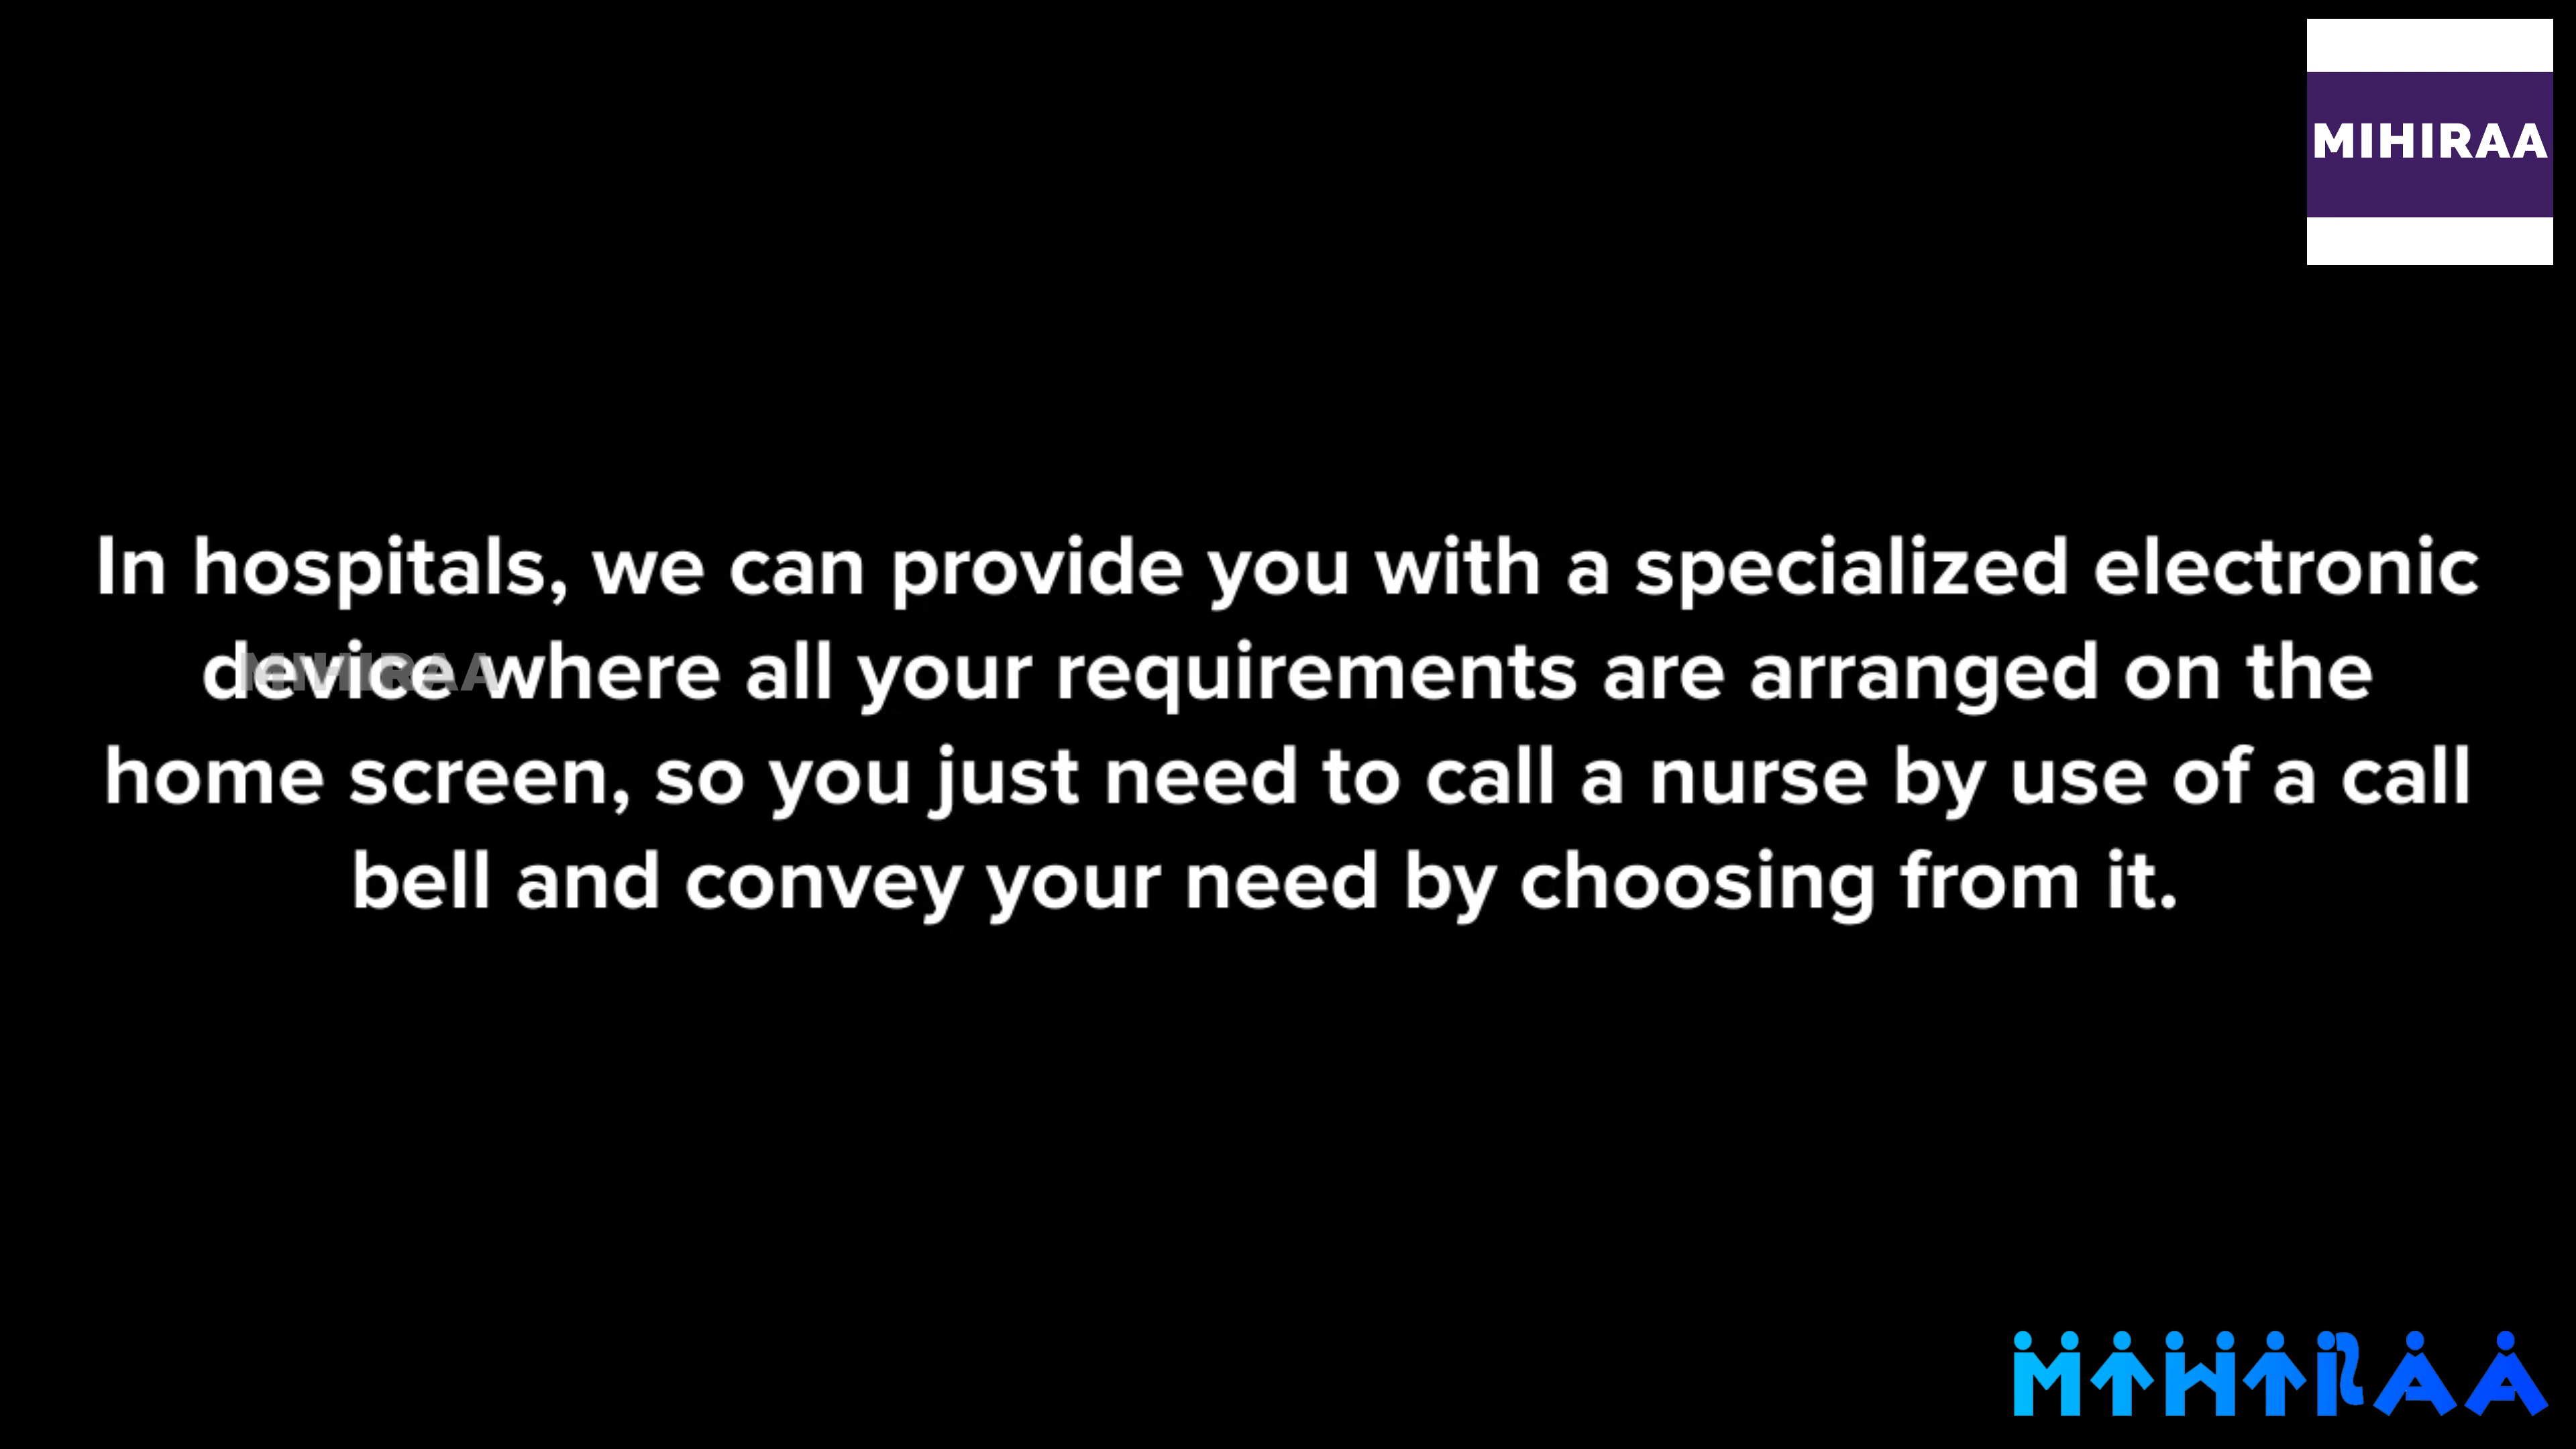 MIHIRAA
In hospitals, we can provide you with a specialized electronic
device where all your requirements are arranged on the
MIHIRAA
home screen, so you just need to call a nurse by use of a call
bell and convey your need by choosing from it.
MIHIRAA